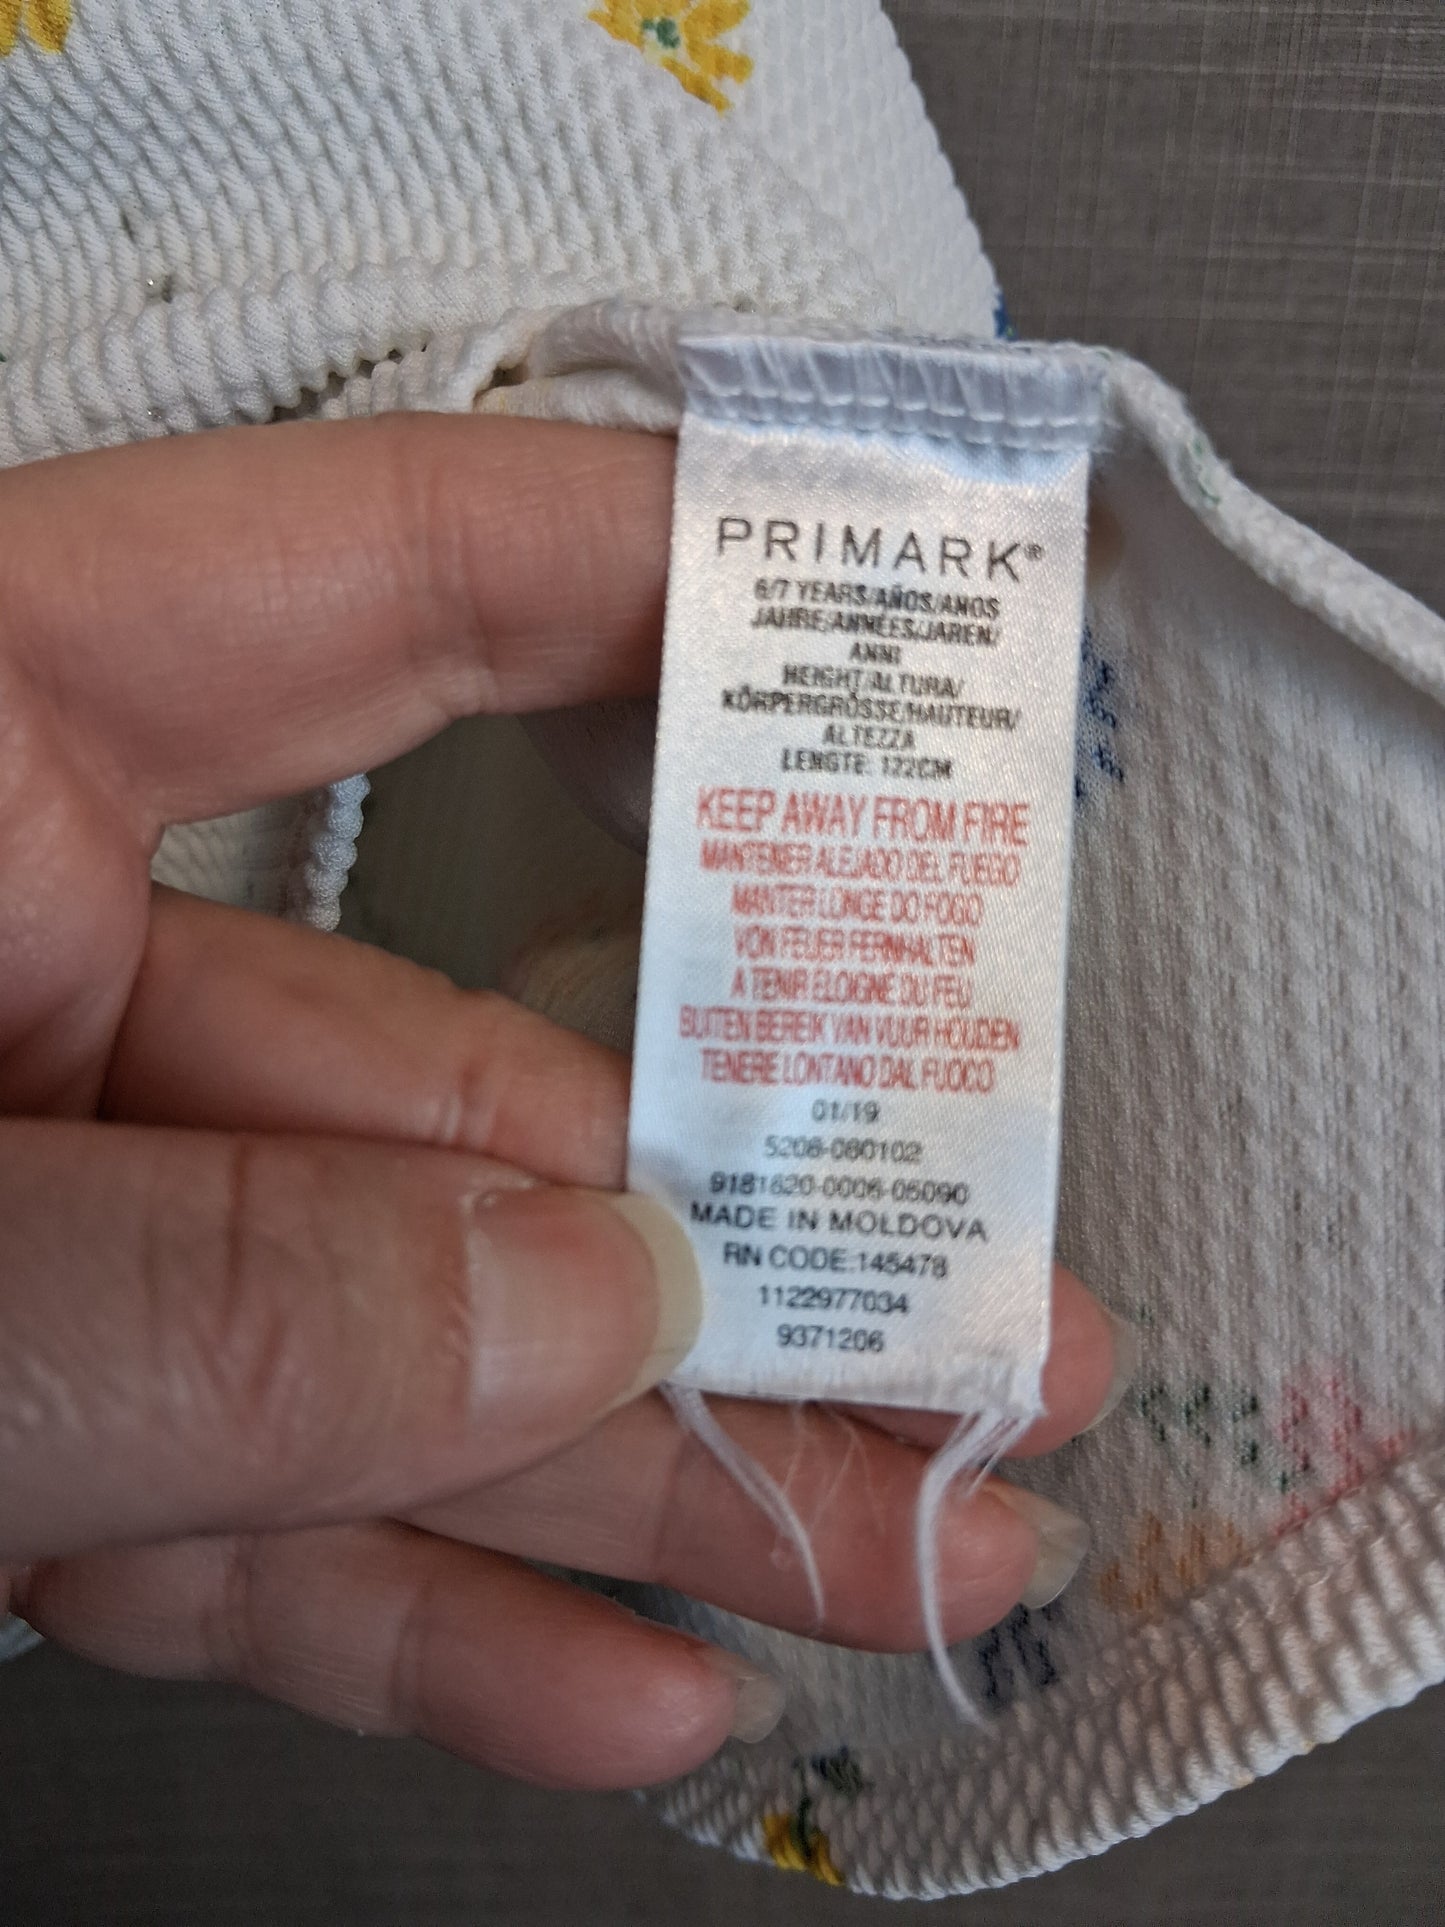 PRIMARK®
6/7 YEARS/AÑOS/ANOS
JAHRE/ANNÉES/JAREN/
ANNI
HEIGHT/ALTURA/
KÖRPERGRÖSSE/HAUTEUR/
ALTEZZA
LENGTE: 122CM
KEEP AWAY FROM FIRE
MANTENER ALEJADO DEL FUEGO
MANTER LONGE DO FOGO
VON FEUER FERNHALTEN
A TENIR ELOIGNE DU FEU
BUITEN BEREIK VAN VUUR HOUDEN
TENERE LONTANO DAL FUOCO
01/19
5208-080102
9181620-0006-05090
MADE IN MOLDOVA
RN CODE:145478
1122977034
9371206